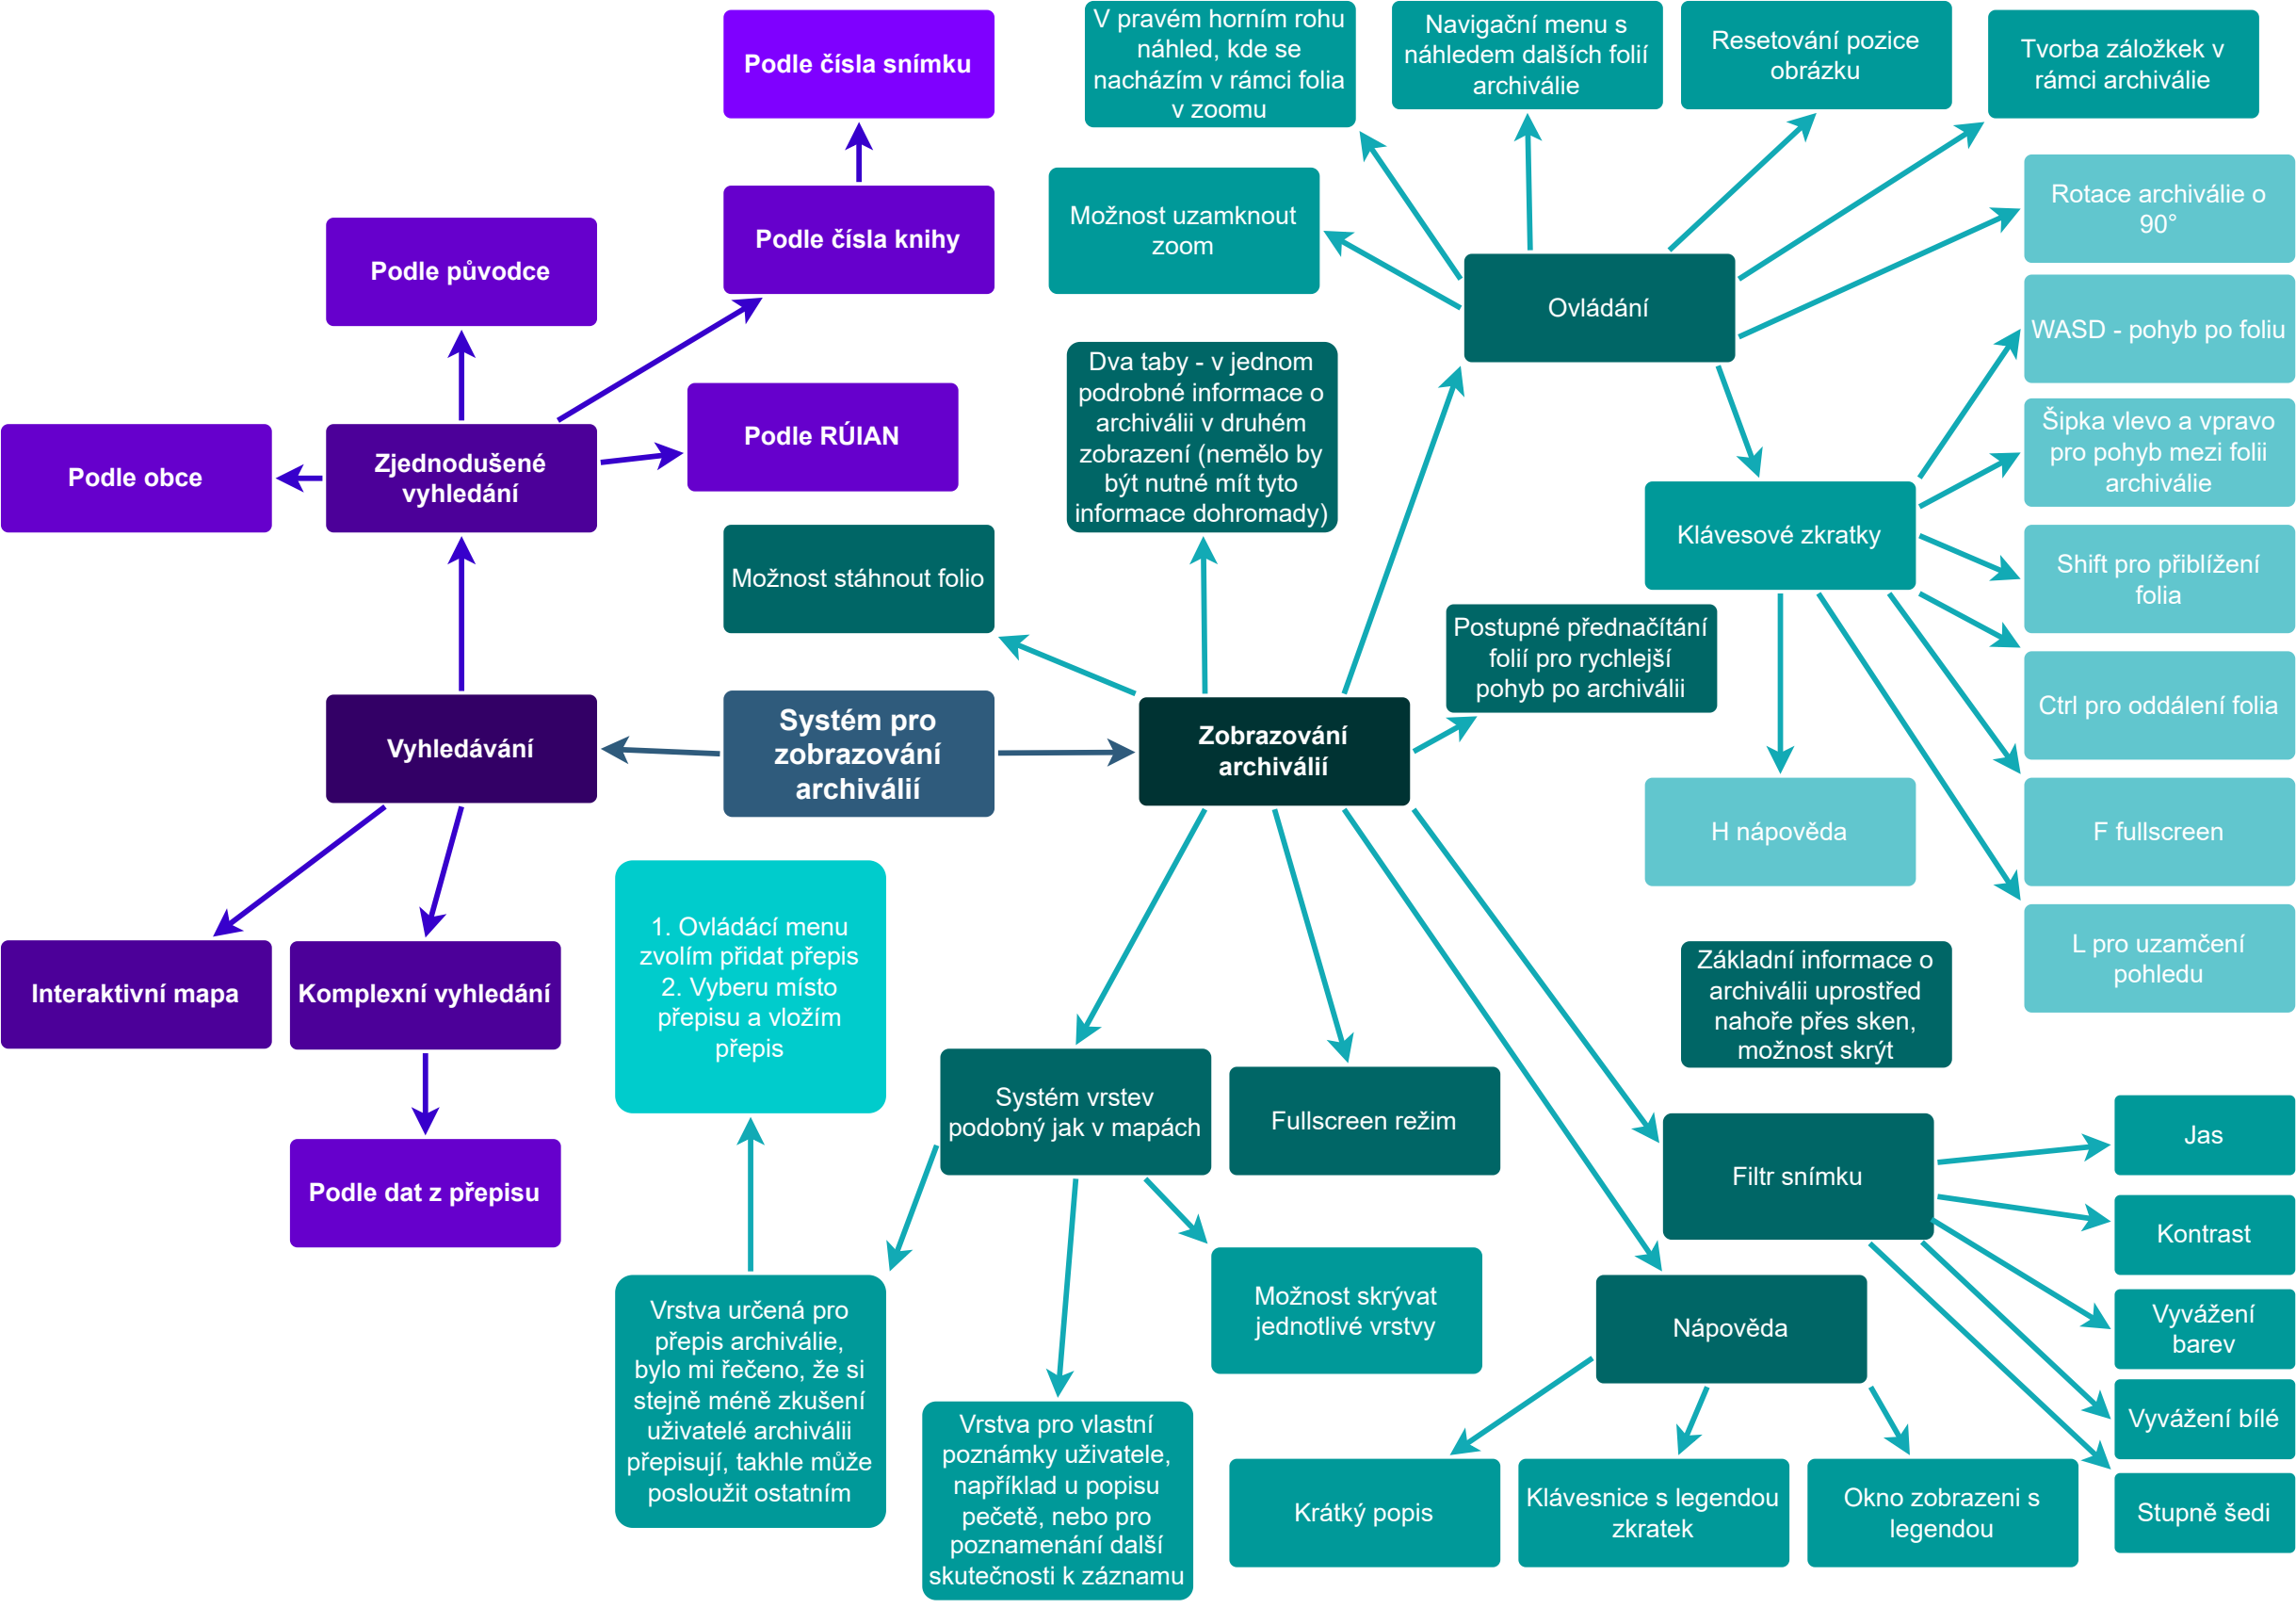 Podle čísla snímku
V pravém horním rohu
náhled, kde se
nacházím v rámci folia
v zoomu
Navigační menu s
náhledem dalších folií
archiválie
Resetování pozice
obrázku
Tvorba záložkek v
rámci archiválie
Podle čísla knihy
Možnost uzamknout
zoom
Rotace archiválie o
90°
Podle původce
Ovládání
WASD - pohyb po foliu
Dva taby - v jednom
podrobné informace o
archiválii v druhém
zobrazení (nemělo by
být nutné mít tyto
informace dohromady)
Podle RÚIAN
Šipka vlevo a vpravo
pro pohyb mezi folii
archiválie
Podle obce
Zjednodušené
vyhledání
Klávesové zkratky
Možnost stáhnout folio
Shift pro přiblížení
folia
Postupné přednačítání
folií pro rychlejší
pohyb po archiválii
Ctrl pro oddálení folia
Vyhledávání
Systém pro
zobrazování
archiválií
Zobrazování
archiválií
H nápověda
F fullscreen
1. Ovládácí menu
zvolím přidat přepis
2. Vyberu místo
přepisu a vložím
přepis
L pro uzamčení
pohledu
Interaktivní mapa
Komplexní vyhledání
Základní informace o
archiválii uprostřed
nahoře přes sken,
možnost skrýt
Systém vrstev
podobný jak v mapách
Fullscreen režim
Jas
Filtr snímku
Podle dat z přepisu
Kontrast
Vrstva určená pro
přepis archiválie,
bylo mi řečeno, že si
stejně méně zkušení
uživatelé archiválii
přepisují, takhle může
posloužit ostatním
Možnost skrývat
jednotlivé vrstvy
Nápověda
Vyvážení
barev
Vyvážení bílé
Vrstva pro vlastní
poznámky uživatele,
například u popisu
pečetě, nebo pro
poznamenání další
skutečnosti k záznamu
Krátký popis
Klávesnice s legendou
zkratek
Okno zobrazeni s
legendou
Stupně šedi